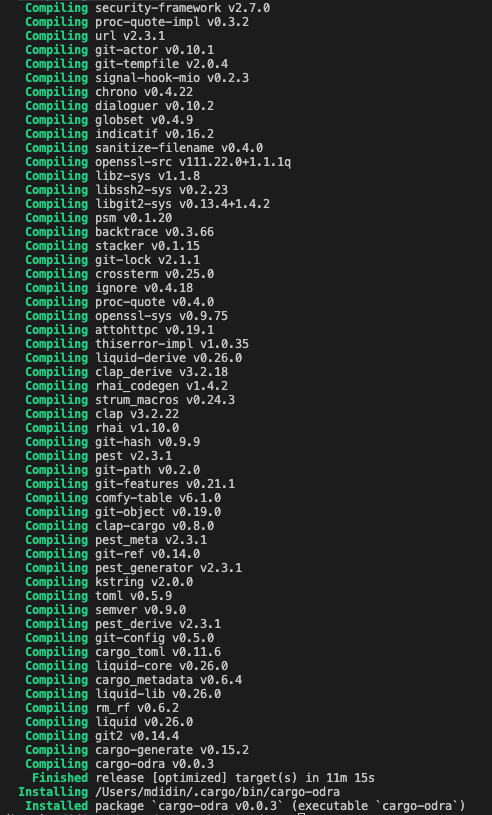 Compiling security-framework v2.7.0
Compiling proc-quote-impl v0.3.2
Compiling url v2.3.1
Compiling git-actor v0.10.1
Compiling git-tempfile v2.0.4
Compiling signal-hook-mio v0.2.3
Compiling chrono v0.4.22
Compiling dialoguer v0.10.2
Compiling globset v0.4.9
Compiling indicatif v0.16.2
Compiling sanitize-filename v0.4.0
Compiling openssl-src v111.22.0+1.1.1q
Compiling libz-sys v1.1.8
Compiling libssh2-sys v0.2.23
Compiling libgit2-sys v0.13.4+1.4.2
Compiling psm v0.1.20
Compiling backtrace v0.3.66
Compiling stacker v0.1.15
Compiling git-lock v2.1.1
Compiling crossterm v0.25.0
Compiling ignore v0.4.18
Compiling proc-quote v0.4.0
Compiling openssl-sys v0.9.75
Compiling attohttpc v0.19.1
Compiling thiserror-impl v1.0.35
Compiling liquid-derive v0.26.0
Compiling clap_derive v3.2.18
Compiling rhai_codegen v1.4.2
Compiling strum_macros v0.24.3
Compiling clap v3.2.22
Compiling rhai v1.10.0
Compiling git-hash v0.9.9
Compiling pest v2.3.1
Compiling git-path v0.2.0
Compiling git-features v0.21.1
Compiling comfy-table v6.1.0
Compiling git-object v0.19.0
Compiling clap-cargo v0.8.0
Compiling pest_meta v2.3.1
Compiling git-ref v0.14.0
Compiling pest_generator v2.3.1
Compiling kstring v2.0.0
Compiling toml v0.5.9
Compiling semver v0.9.0
Compiling pest_derive v2.3.1
Compiling git-config v0.5.0
Compiling cargo_toml v0.11.6
Compiling liquid-core v0.26.0
Compiling cargo_metadata v0.6.4
Compiling liquid-lib v0.26.0
Compiling rm_rf v0.6.2
Compiling liquid v0.26.0
Compiling git2 v0.14.4
Compiling cargo-generate v0.15.2
Compiling cargo-odra v0.0.3
Finished release [optimized] target(s) in 11m 15s
Installing /Users/mdidin/.cargo/bin/cargo-odra
Installed package `cargo-odra v0.0.3` (executable `cargo-odra`)